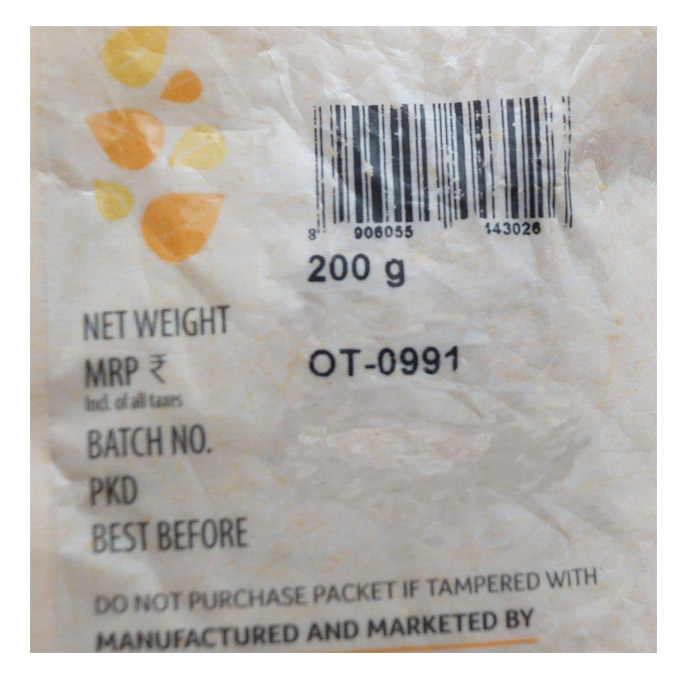 8 906055 143026
200 g
NET WEIGHT
MRP ₹
OT-0991
Incl. of all taxes
BATCH NO.
PKD
BEST BEFORE
DO NOT PURCHASE PACKET IF TAMPERED WITH
MANUFACTURED AND MARKETED BY